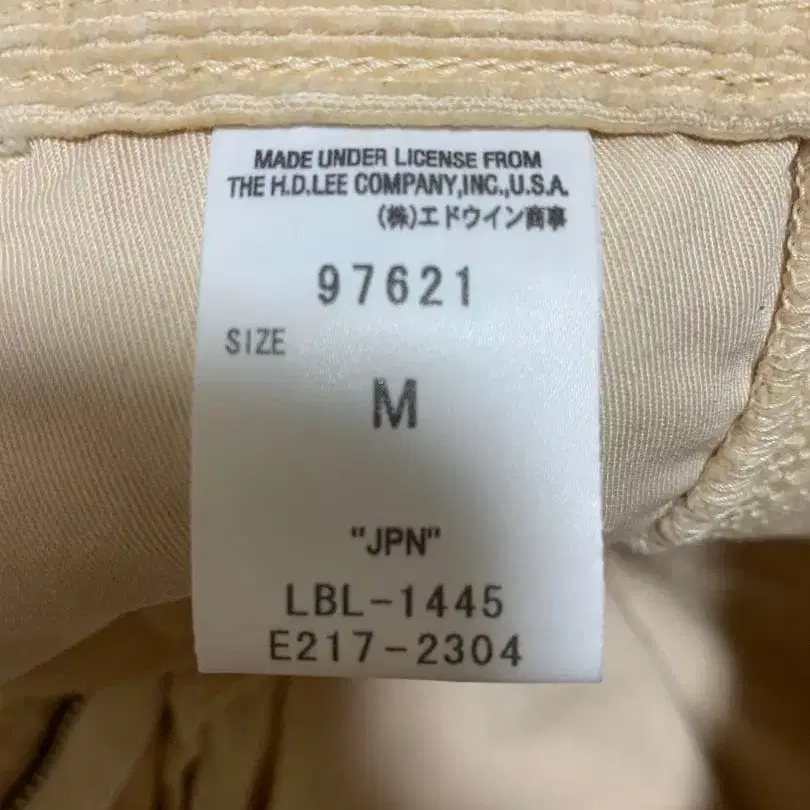 MADE UNDER LICENSE FROM
THE H.D.LEE COMPANY,INC.,U.S.A.
(株)エドウイン商事
97621
SIZE
M
"JPN"
LBL-1445
E217-2304